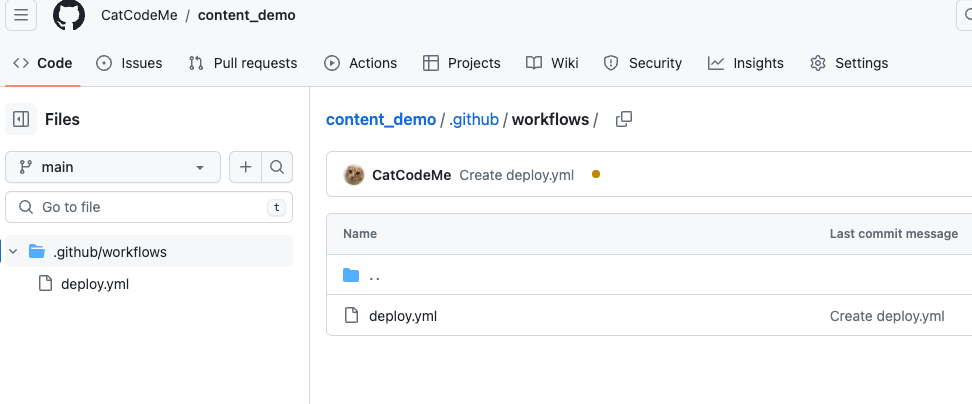 CatCodeMe / content_demo
Code Issues Pull requests Actions Projects Wiki Security Insights Settings
Files
main
Go to file t
.github/workflows
deploy.yml
content_demo / .github / workflows /
CatCodeMe Create deploy.yml
Name Last commit message
..
deploy.yml Create deploy.yml